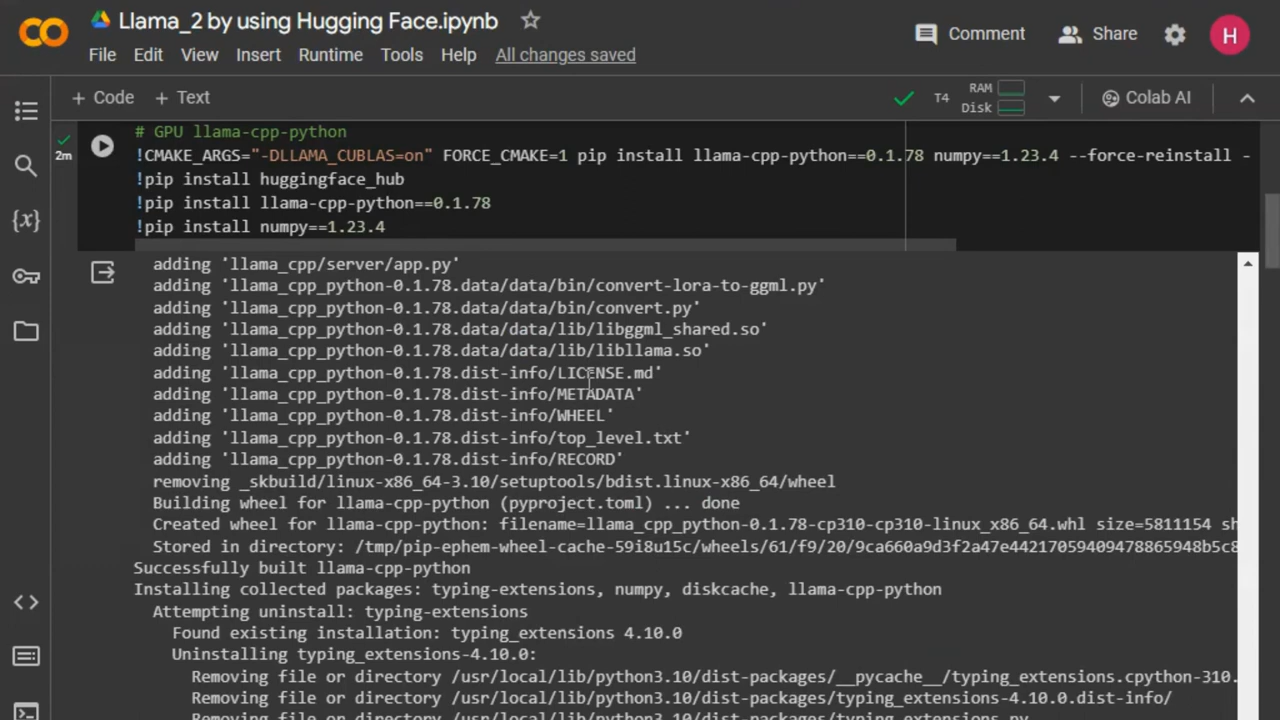 Llama_2 by using Hugging Face.ipynb
Comment
Share
H
File Edit View Insert Runtime Tools Help All changes saved
+ Code + Text
T4
RAM
Disk
Colab AI
2m
# GPU llama-cpp-python
!CMAKE_ARGS="-DLLAMA_CUBLAS=on" FORCE_CMAKE=1 pip install llama-cpp-python==0.1.78 numpy==1.23.4 --force-reinstall -
!pip install huggingface_hub
!pip install llama-cpp-python==0.1.78
!pip install numpy==1.23.4
adding 'llama_cpp/server/app.py'
adding 'llama_cpp_python-0.1.78.data/data/bin/convert-lora-to-ggml.py'
adding 'llama_cpp_python-0.1.78.data/data/bin/convert.py'
adding 'llama_cpp_python-0.1.78.data/data/lib/libggml_shared.so'
adding 'llama_cpp_python-0.1.78.data/data/lib/libllama.so'
adding 'llama_cpp_python-0.1.78.dist-info/LICENSE.md'
adding 'llama_cpp_python-0.1.78.dist-info/METADATA'
adding 'llama_cpp_python-0.1.78.dist-info/WHEEL'
adding 'llama_cpp_python-0.1.78.dist-info/top_level.txt'
adding 'llama_cpp_python-0.1.78.dist-info/RECORD'
removing _skbuild/linux-x86_64-3.10/setuptools/bdist.linux-x86_64/wheel
Building wheel for llama-cpp-python (pyproject.toml) ... done
Created wheel for llama-cpp-python: filename=llama_cpp_python-0.1.78-cp310-cp310-linux_x86_64.whl size=5811154 sh
Stored in directory: /tmp/pip-ephem-wheel-cache-59i8u15c/wheels/61/f9/20/9ca660a9d3f2a47e44217059409478865948b5c8
Successfully built llama-cpp-python
Installing collected packages: typing-extensions, numpy, diskcache, llama-cpp-python
Attempting uninstall: typing-extensions
Found existing installation: typing_extensions 4.10.0
Uninstalling typing_extensions-4.10.0:
Removing file or directory /usr/local/lib/python3.10/dist-packages/__pycache__/typing_extensions.cpython-310.
Removing file or directory /usr/local/lib/python3.10/dist-packages/typing_extensions-4.10.0.dist-info/
Removing file or directory /usr/local/lib/python3.10/dist-packages/typing_extensions.py